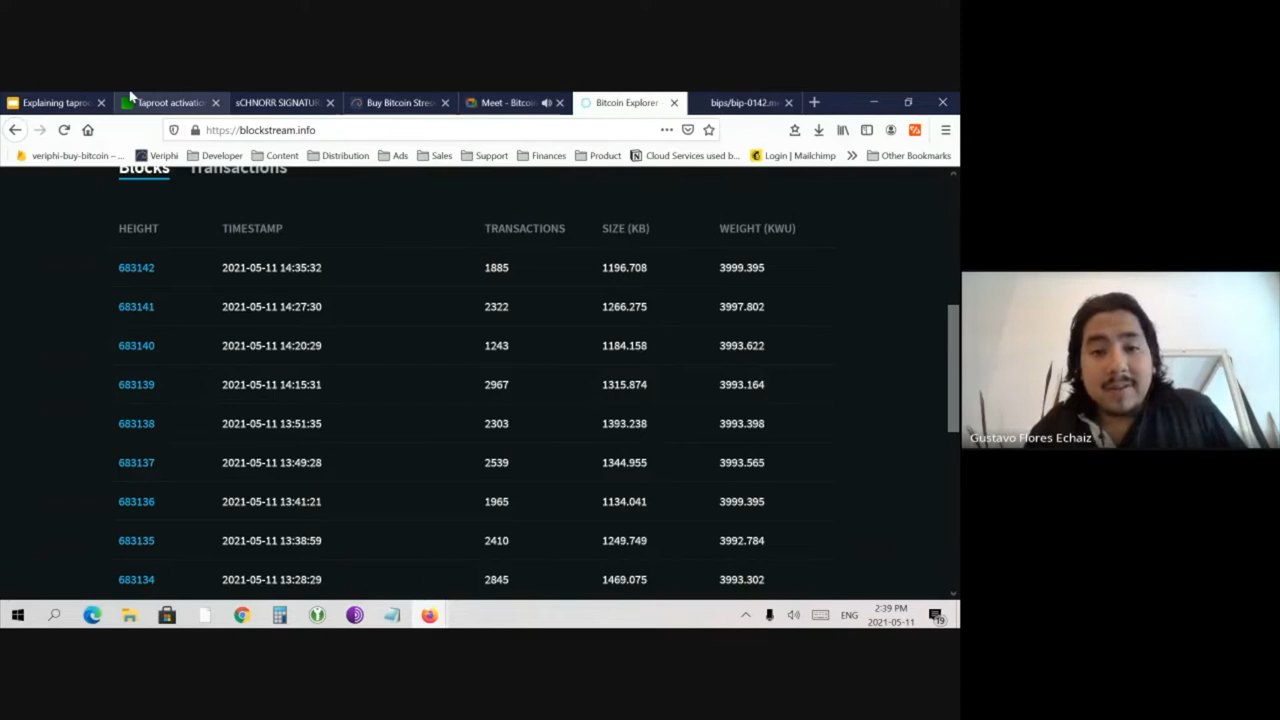 Explaining tapro
Taproot activatio
sCHNORR SIGNATUR
Buy Bitcoin Stres
Meet - Bitcoi
Bitcoin Explorer
bips/bip-0142.m
https://blockstream.info
veriphi-buy-bitcoin – ...
Veriphi
Developer
Content
Distribution
Ads
Sales
Support
Finances
Product
Cloud Services used b...
Login | Mailchimp
Other Bookmarks
Blocks Transactions
HEIGHT TIMESTAMP TRANSACTIONS SIZE (KB) WEIGHT (KWU)
683142 2021-05-11 14:35:32 1885 1196.708 3999.395
683141 2021-05-11 14:27:30 2322 1266.275 3997.802
683140 2021-05-11 14:20:29 1243 1184.158 3993.622
683139 2021-05-11 14:15:31 2967 1315.874 3993.164
683138 2021-05-11 13:51:35 2303 1393.238 3993.398
683137 2021-05-11 13:49:28 2539 1344.955 3993.565
683136 2021-05-11 13:41:21 1965 1134.041 3999.395
683135 2021-05-11 13:38:59 2410 1249.749 3992.784
683134 2021-05-11 13:28:29 2845 1469.075 3993.302
Gustavo Flores Echaiz
ENG
2:39 PM
2021-05-11
19